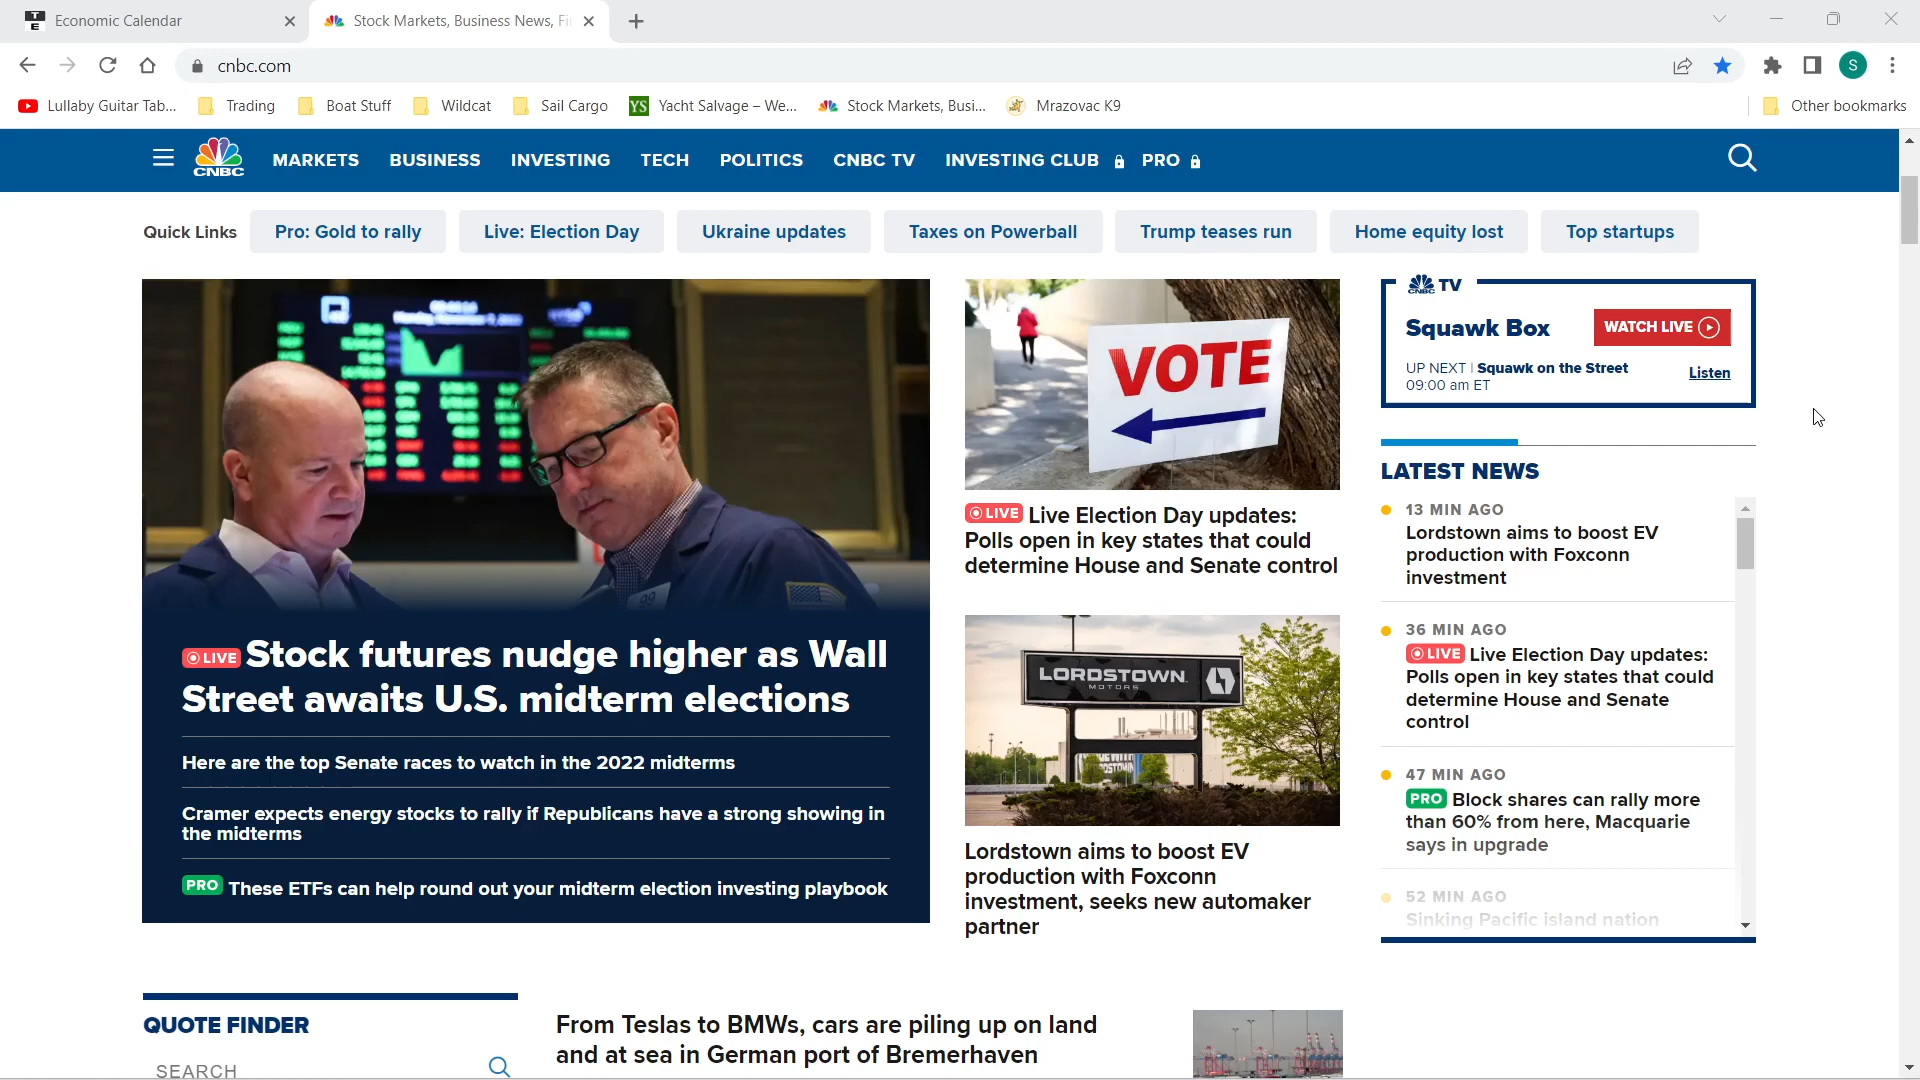 Economic Calendar
Stock Markets, Business News, Fi
cnbc.com
S
Lullaby Guitar Tab...
Trading
Boat Stuff
Wildcat
Sail Cargo
YS
Yacht Salvage – We...
Stock Markets, Busi...
Mrazovac K9
Other bookmarks
CNBC
MARKETS
BUSINESS
INVESTING
TECH
POLITICS
CNBC TV
INVESTING CLUB
PRO
Quick Links
Pro: Gold to rally
Live: Election Day
Ukraine updates
Taxes on Powerball
Trump teases run
Home equity lost
Top startups
LIVE Stock futures nudge higher as Wall
Street awaits U.S. midterm elections
Here are the top Senate races to watch in the 2022 midterms
Cramer expects energy stocks to rally if Republicans have a strong showing in
the midterms
PRO These ETFs can help round out your midterm election investing playbook
VOTE
LIVE Live Election Day updates:
Polls open in key states that could
determine House and Senate control
LORDSTOWN
MOTORS
Lordstown aims to boost EV
production with Foxconn
investment, seeks new automaker
partner
CNBC TV
Squawk Box
WATCH LIVE
UP NEXT | Squawk on the Street
09:00 am ET
Listen
LATEST NEWS
13 MIN AGO
Lordstown aims to boost EV
production with Foxconn
investment
36 MIN AGO
LIVE Live Election Day updates:
Polls open in key states that could
determine House and Senate
control
47 MIN AGO
PRO Block shares can rally more
than 60% from here, Macquarie
says in upgrade
52 MIN AGO
Sinking Pacific island nation
QUOTE FINDER
SEARCH
From Teslas to BMWs, cars are piling up on land
and at sea in German port of Bremerhaven